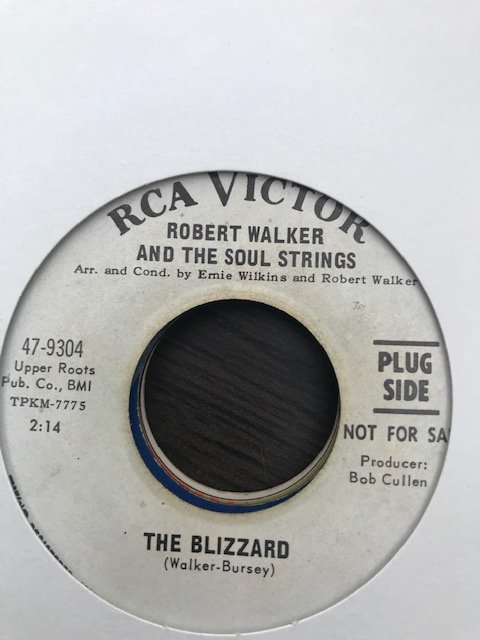 RCA VICTOR
ROBERT WALKER
AND THE SOUL STRINGS
Arr. and Cond. by Ernie Wilkins and Robert Walker
47-9304
Upper Roots
Pub. Co., BMI
TPKM-7775
2:14
PLUG
SIDE
NOT FOR SA
Producer:
Bob Cullen
THE BLIZZARD
(Walker-Bursey)